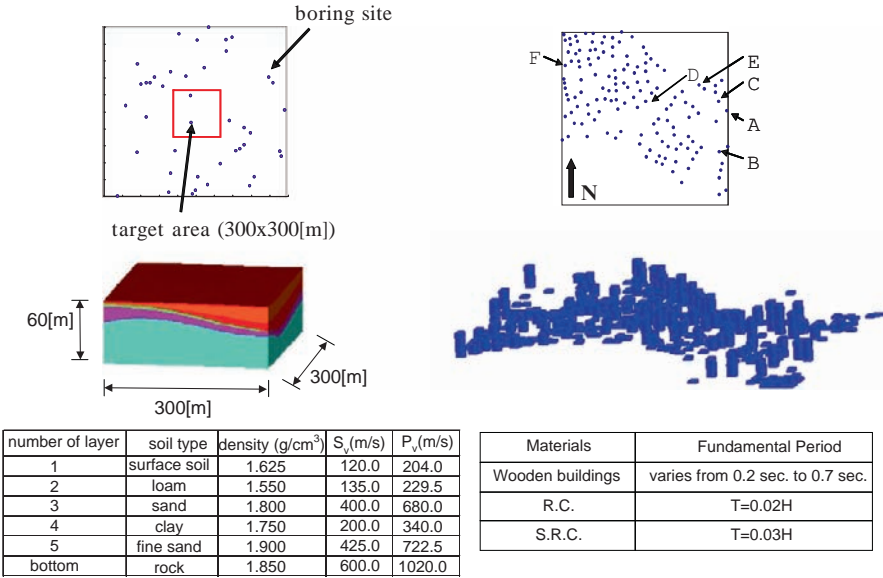 boring site
target area (300x300[m])
F
D
E
C
A
B
N
60[m]
300[m]
300[m]
number of layer soil type density (g/cm³) Sv(m/s) Pv(m/s)
1 surface soil 1.625 120.0 204.0
2 loam 1.550 135.0 229.5
3 sand 1.800 400.0 680.0
4 clay 1.750 200.0 340.0
5 fine sand 1.900 425.0 722.5
bottom rock 1.850 600.0 1020.0
Materials Fundamental Period
Wooden buildings varies from 0.2 sec. to 0.7 sec.
R.C. T=0.02H
S.R.C. T=0.03H